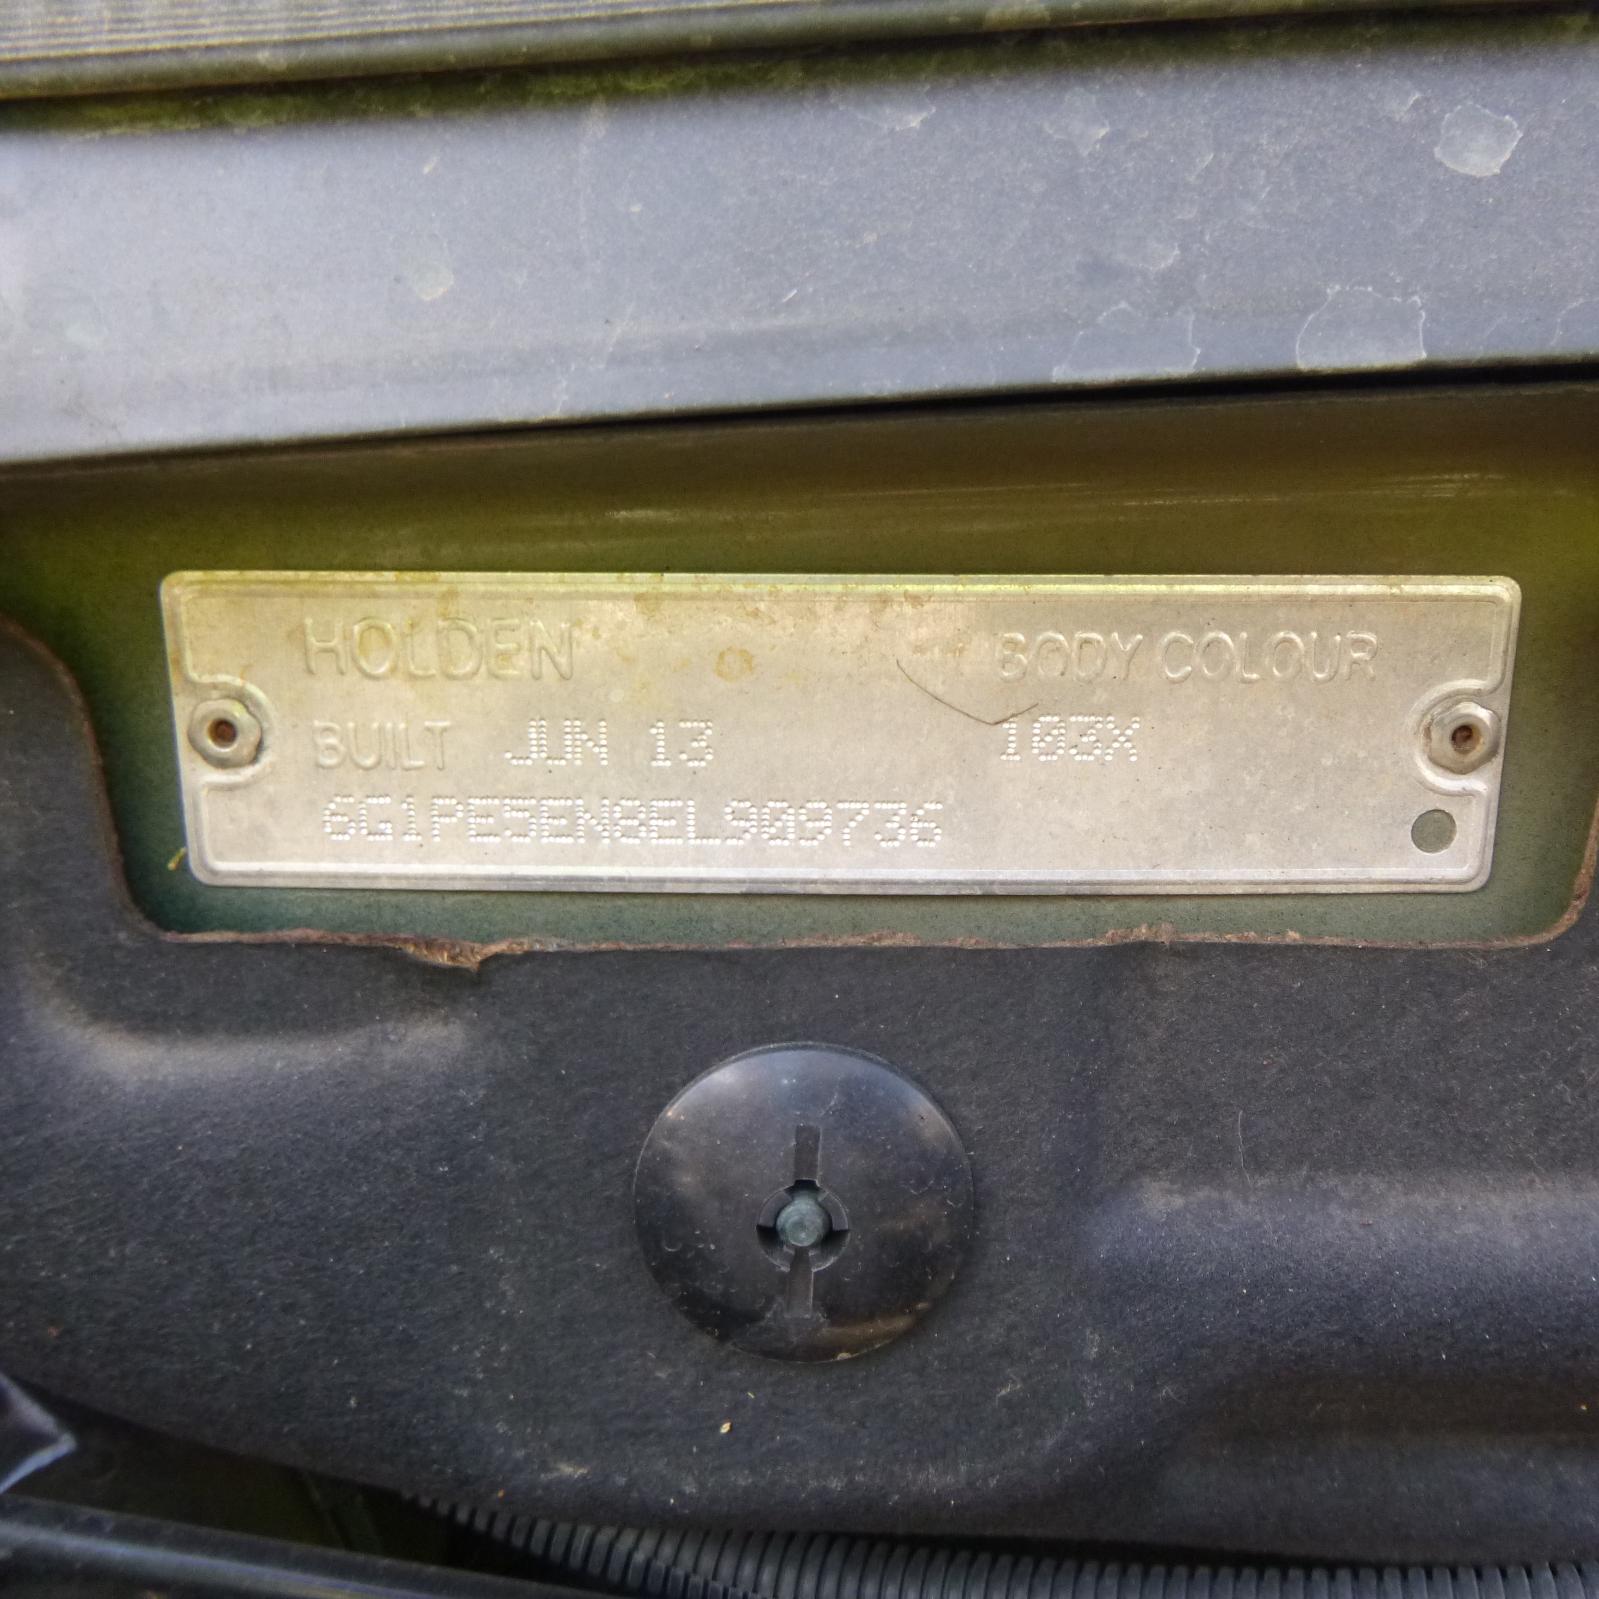 HOLDEN BODY COLOUR
BUILT JUN 13 103X
6G1PE5EN8EL909736